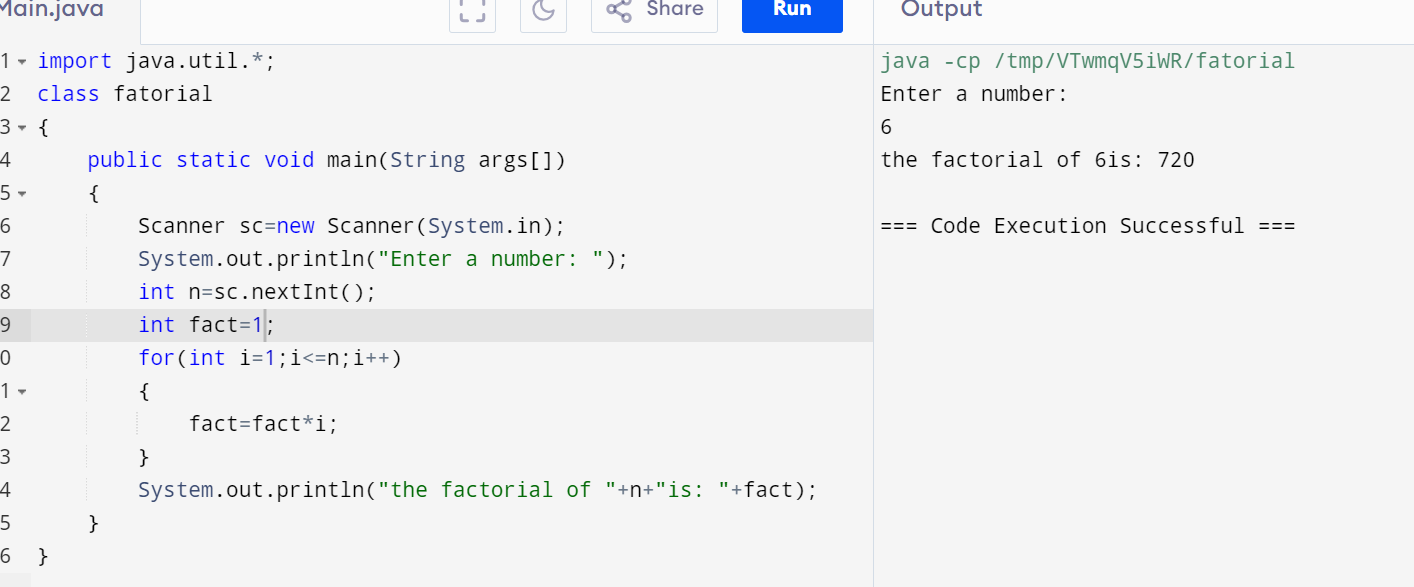 Main.java
Share
Run
Output
1 import java.util.*;
2 class fatorial
3 {
4 public static void main(String args[])
5 {
6 Scanner sc=new Scanner(System.in);
7 System.out.println("Enter a number: ");
8 int n=sc.nextInt();
9 int fact=1;
0 for(int i=1;i<=n;i++)
1 {
2 fact=fact*i;
3 }
4 System.out.println("the factorial of "+n+"is: "+fact);
5 }
6 }
java -cp /tmp/VTwmqV5iWR/fatorial
Enter a number:
6
the factorial of 6is: 720
=== Code Execution Successful ===